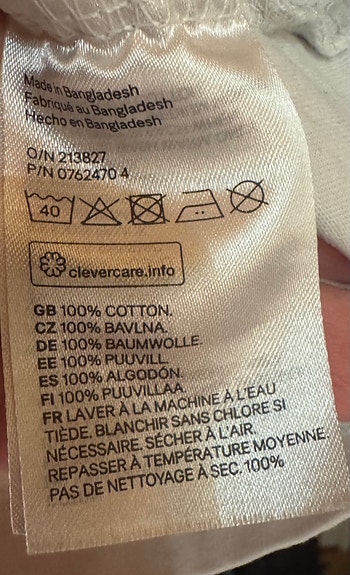 Made in Bangladesh
Fabriqué au Bangladesh
Hecho en Bangladesh
O/N 213827
P/N 0762470 4
40
clevercare.info
GB 100% COTTON.
CZ 100% BAVLNA.
DE 100% BAUMWOLLE.
EE 100% PUUVILL.
ES 100% ALGODÓN.
FI 100% PUUVILLAA.
FR LAVER À LA MACHINE À L'EAU
TIÈDE. BLANCHIR SANS CHLORE SI
NÉCESSAIRE. SÉCHER À L'AIR.
REPASSER À TEMPÉRATURE MOYENNE.
PAS DE NETTOYAGE À SEC. 100%